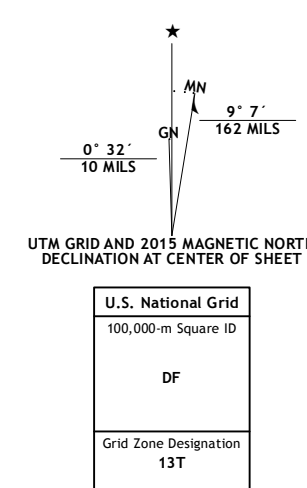 ★
MN
GN
9° 7´
162 MILS
0° 32´
10 MILS
UTM GRID AND 2015 MAGNETIC NORTH
DECLINATION AT CENTER OF SHEET
U.S. National Grid
100,000-m Square ID
DF
Grid Zone Designation
13T